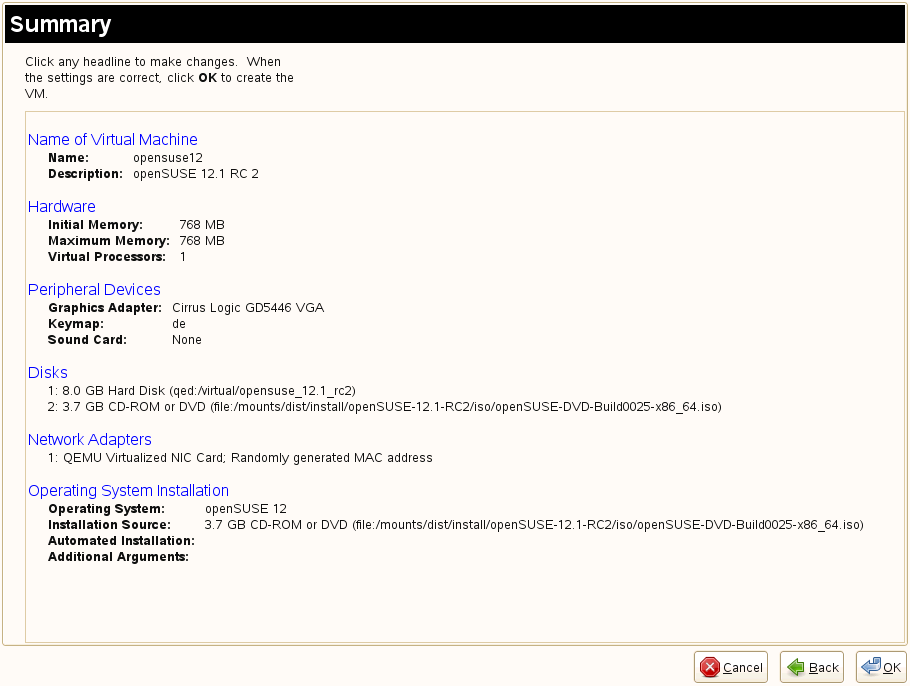 Summary
Click any headline to make changes.  When
the settings are correct, click OK to create the
VM.
Name of Virtual Machine
Name: opensuse12
Description: openSUSE 12.1 RC 2
Hardware
Initial Memory: 768 MB
Maximum Memory: 768 MB
Virtual Processors: 1
Peripheral Devices
Graphics Adapter: Cirrus Logic GD5446 VGA
Keymap: de
Sound Card: None
Disks
1: 8.0 GB Hard Disk (qed:/virtual/opensuse_12.1_rc2)
2: 3.7 GB CD-ROM or DVD (file:/mounts/dist/install/openSUSE-12.1-RC2/iso/openSUSE-DVD-Build0025-x86_64.iso)
Network Adapters
1: QEMU Virtualized NIC Card; Randomly generated MAC address
Operating System Installation
Operating System: openSUSE 12
Installation Source: 3.7 GB CD-ROM or DVD (file:/mounts/dist/install/openSUSE-12.1-RC2/iso/openSUSE-DVD-Build0025-x86_64.iso)
Automated Installation:
Additional Arguments:
Cancel Back OK